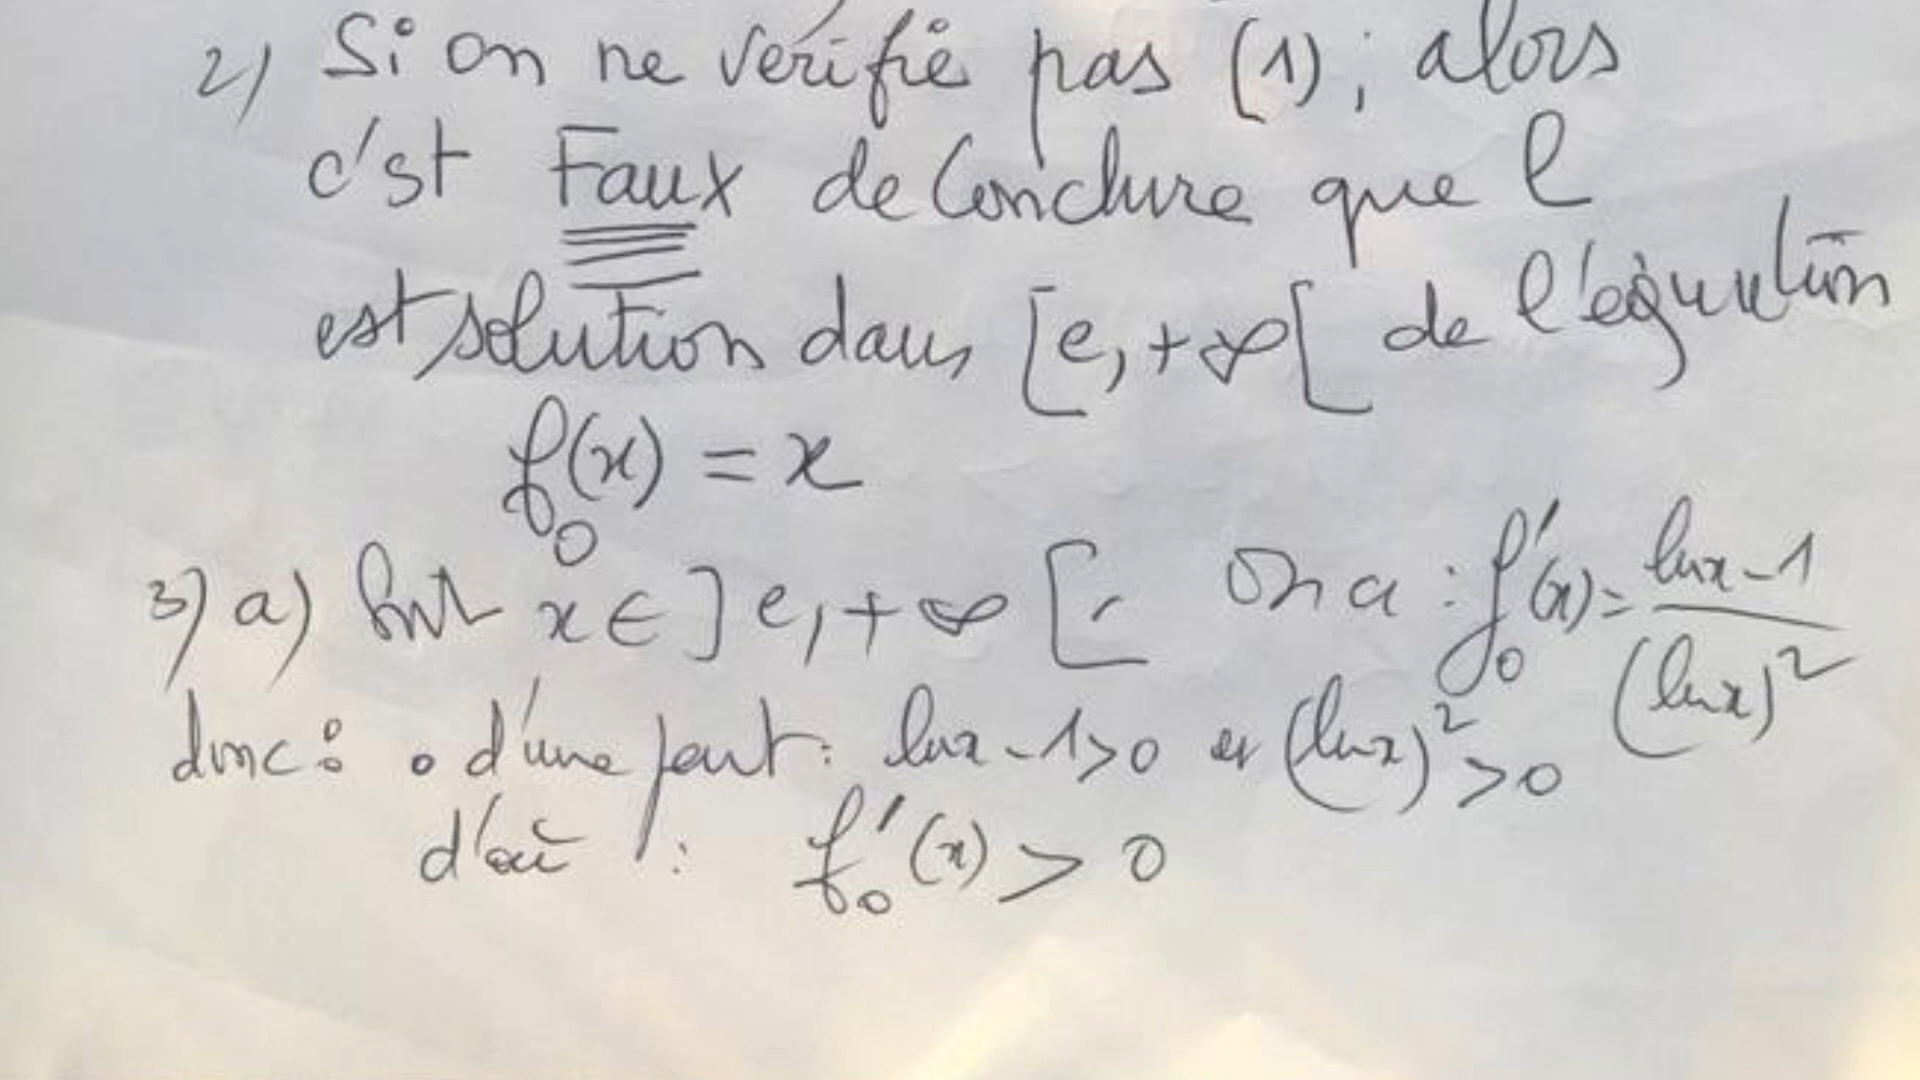 2) Si on ne vérifie pas (1) ; alors
c'st Faux de Conclure que l
est solution dans [e, +∞[ de l'équation
f₀(x) = x
3) a) Soit x ∈ ]e, +∞[ . On a : f₀'(x) = (lnx - 1)/(lnx)²
donc : • d'une part : lnx - 1 > 0 et (lnx)² > 0
d'où : f₀'(x) > 0